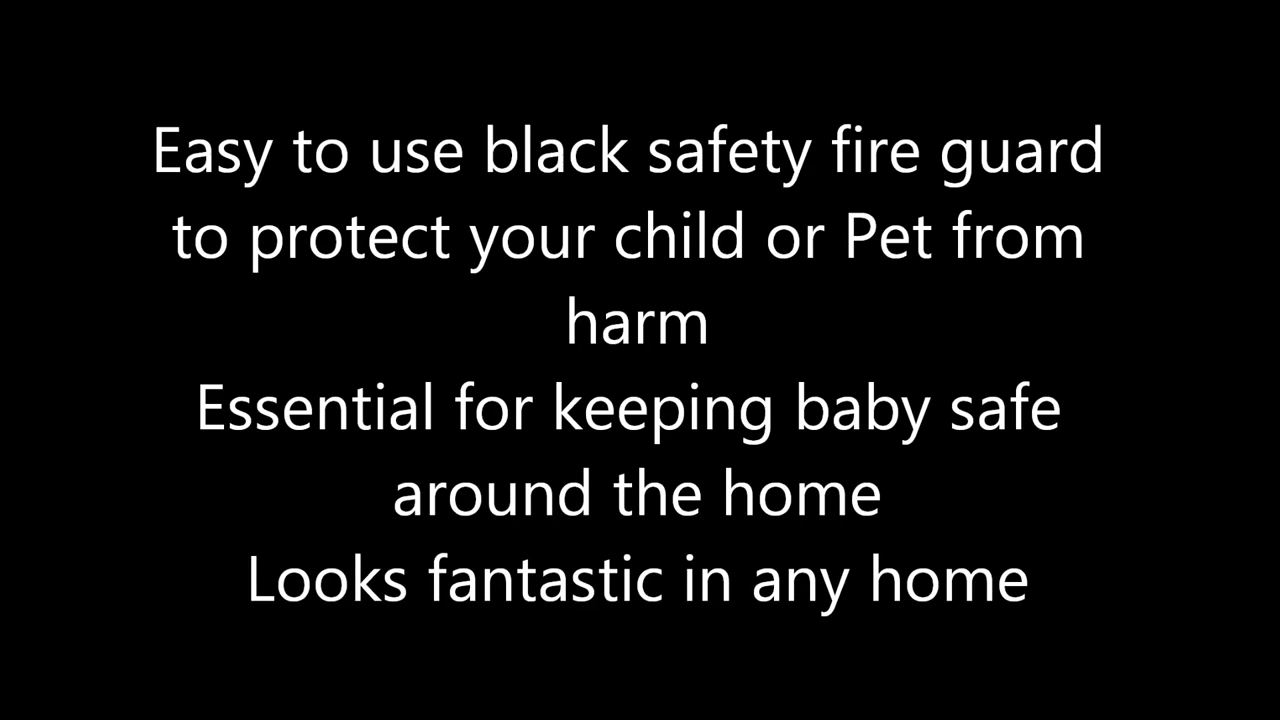 Easy to use black safety fire guard
to protect your child or Pet from
harm
Essential for keeping baby safe
around the home
Looks fantastic in any home